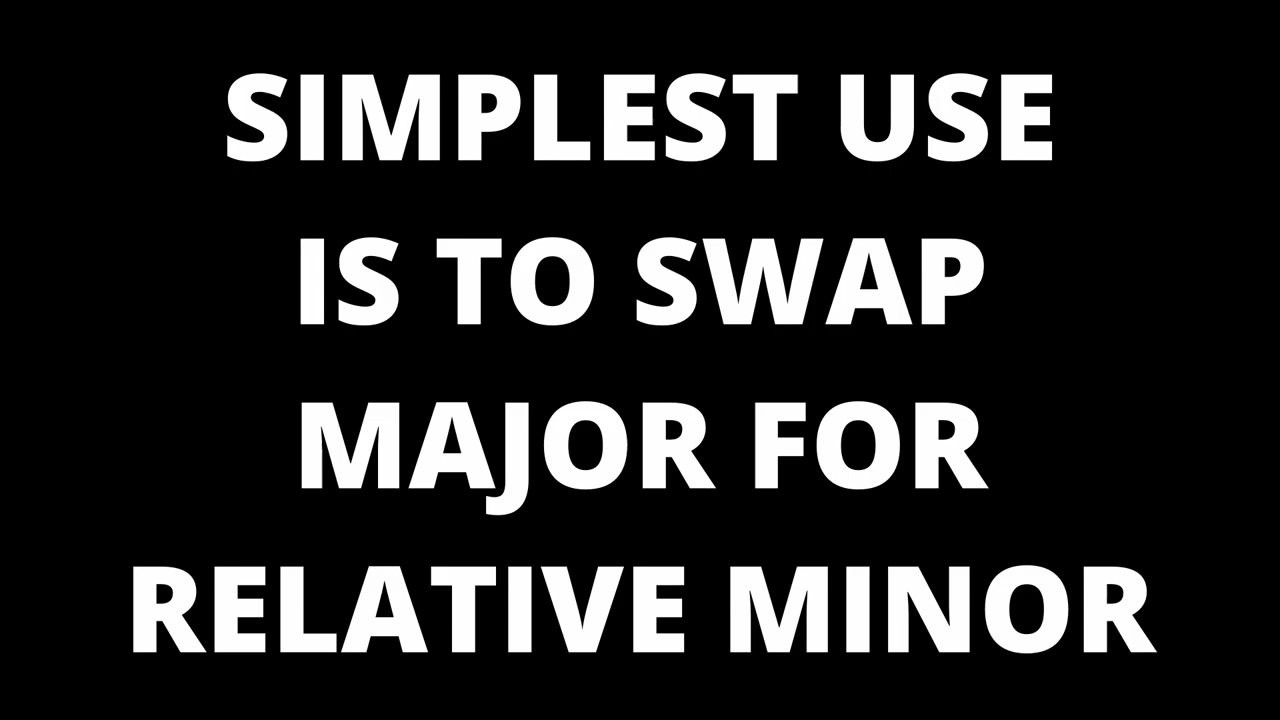 SIMPLEST USE
IS TO SWAP
MAJOR FOR
RELATIVE MINOR